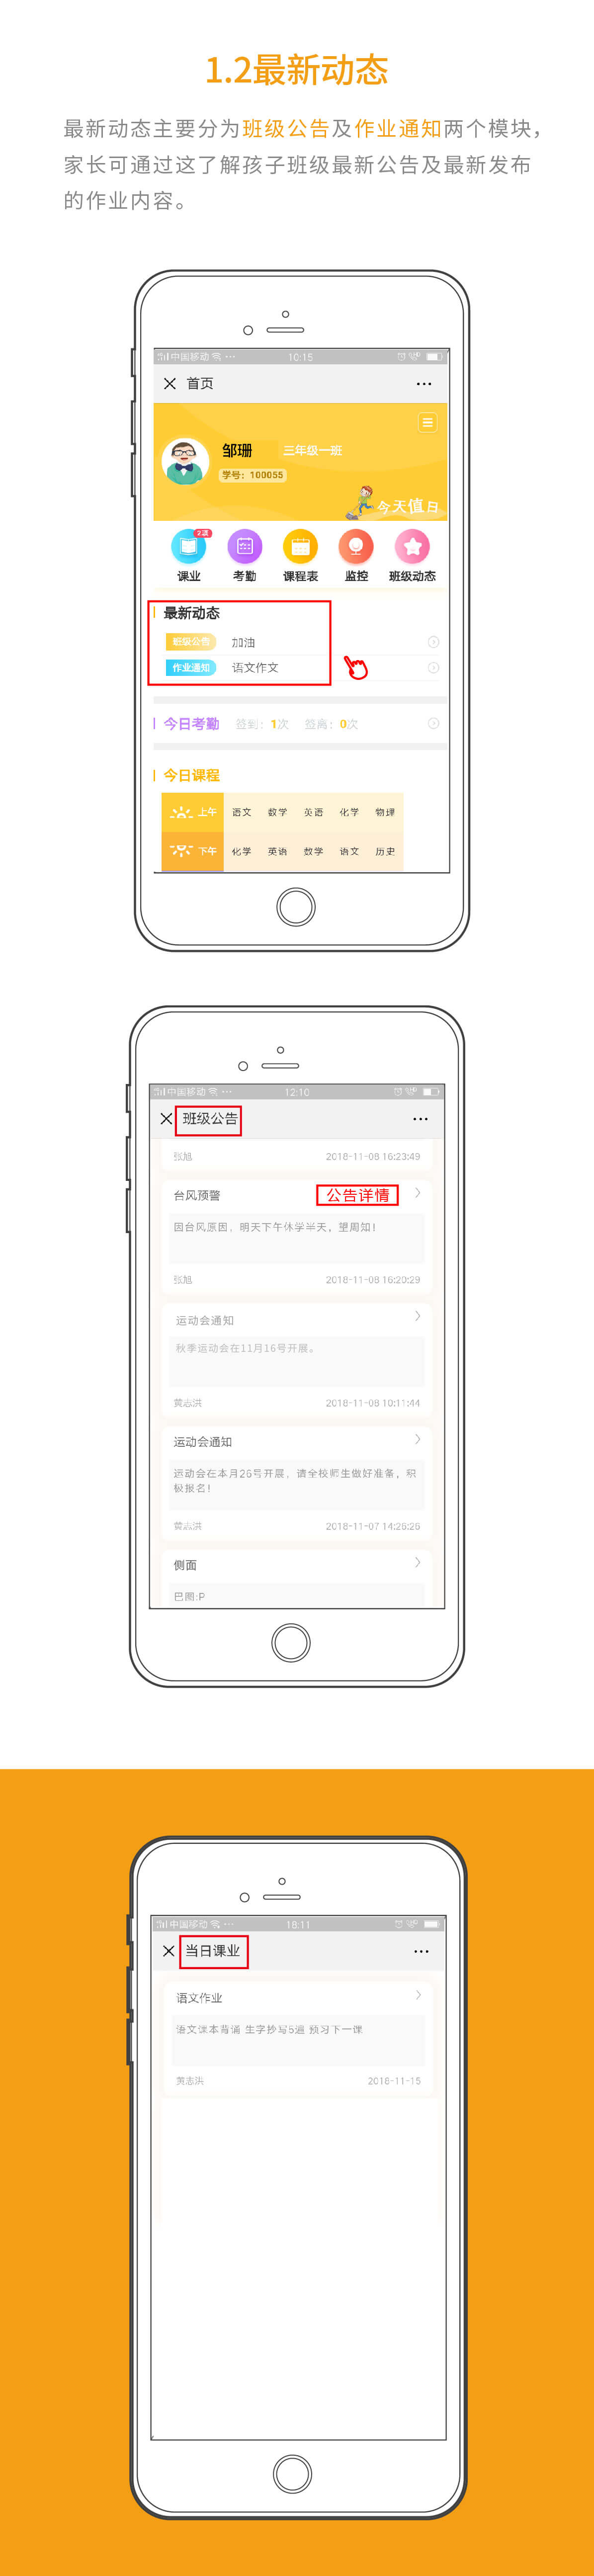 1.2最新动态
最新动态主要分为班级公告及作业通知两个模块，
家长可通过这了解孩子班级最新公告及最新发布
的作业内容。
中国移动 10:15
首页
邹珊 三年级一班
学号：100055
今天值日
2课
课业 考勤 课程表 监控 班级动态
最新动态
班级公告 加油
作业通知 语文作文
今日考勤 签到：1次 签离：0次
今日课程
上午 语文 数学 英语 化学 物理
下午 化学 英语 数学 语文 历史
中国移动 12:10
班级公告
张旭 2018-11-08 16:23:49
台风预警 公告详情
因台风原因，明天下午休学半天，望周知！
张旭 2018-11-08 16:20:29
运动会通知
秋季运动会在11月16号开展。
黄志洪 2018-11-08 10:11:44
运动会通知
运动会在本月26号开展，请全校师生做好准备，积
极报名！
黄志洪 2018-11-07 14:26:26
侧面
巴圈:P
中国移动 18:11
当日课业
语文作业
语文课本背诵 生字抄写5遍 预习下一课
黄志洪 2018-11-15